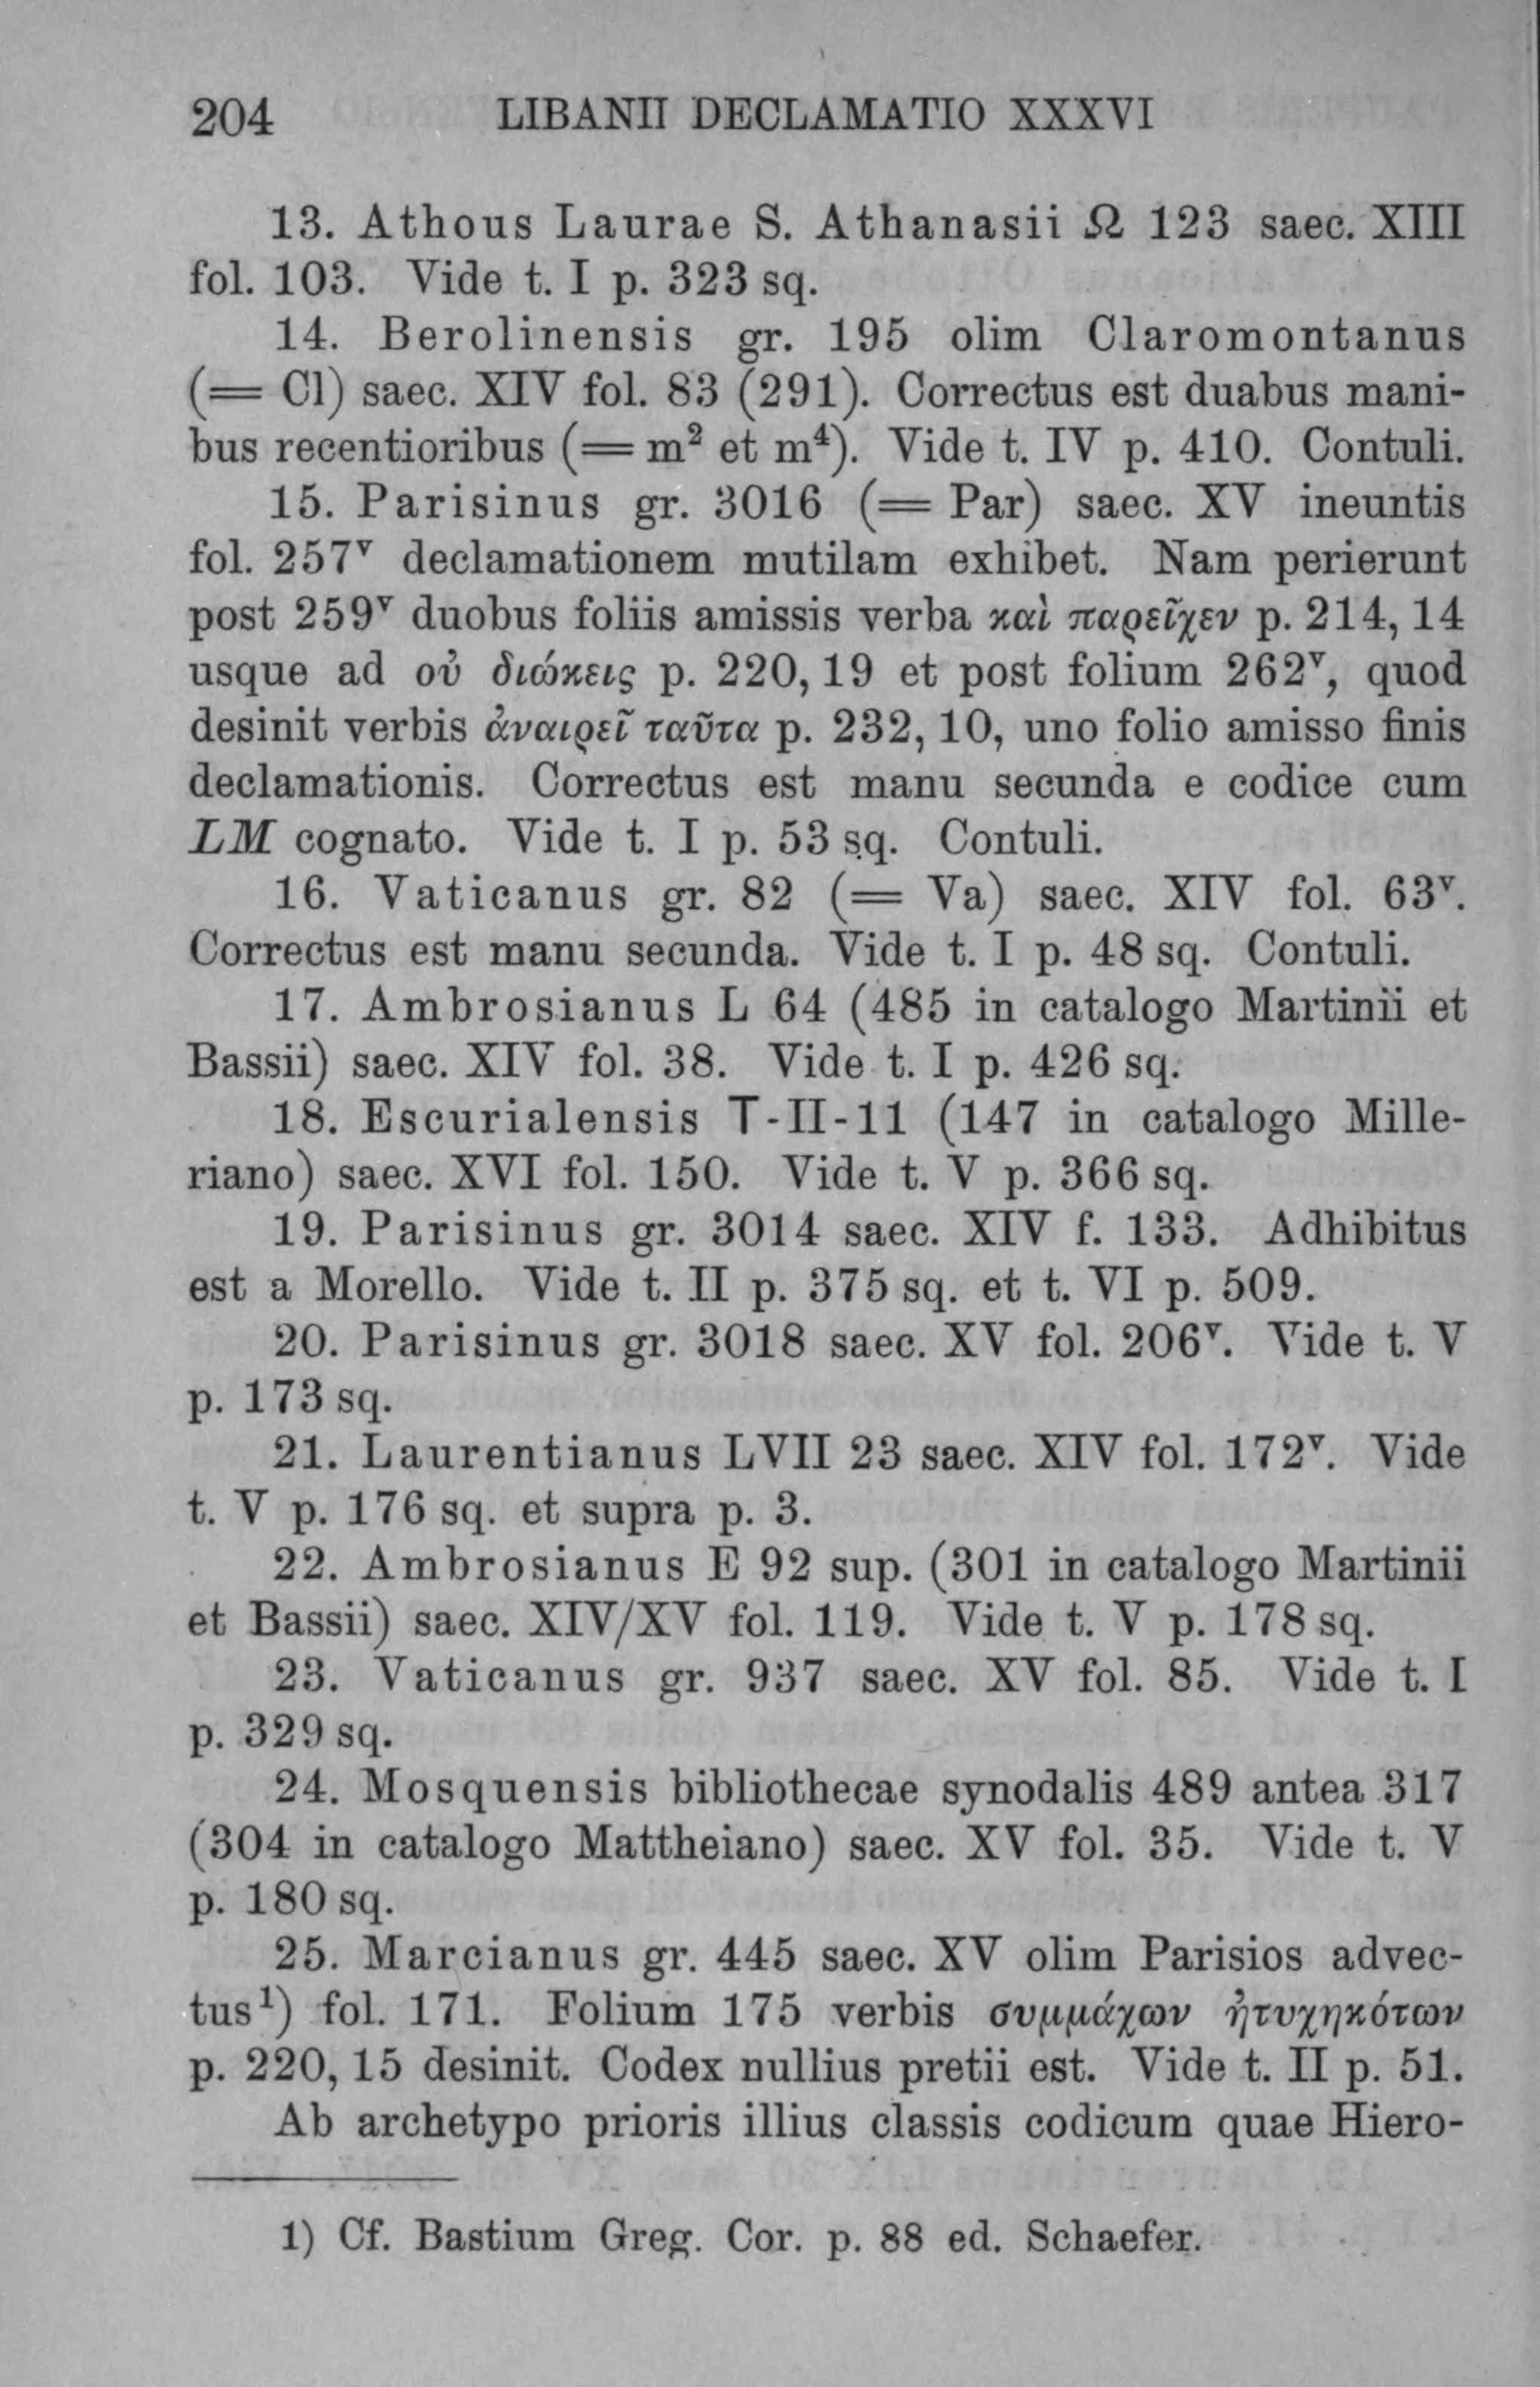 204 LIBANII DECLAMATIO XXXVI
13. Athous Laurae S. Athanasii Ω 123 saec. XIII
fol. 103. Vide t. I p. 323 sq.
14. Berolinensis gr. 195 olim Claromontanus
(= Cl) saec. XIV fol. 83 (291). Correctus est duabus mani-
bus recentioribus (= m² et m⁴). Vide t. IV p. 410. Contuli.
15. Parisinus gr. 3016 (= Par) saec. XV ineuntis
fol. 257ᵛ declamationem mutilam exhibet. Nam perierunt
post 259ᵛ duobus foliis amissis verba καὶ παρεῖχεν p. 214, 14
usque ad οὐ διώκεις p. 220, 19 et post folium 262ᵛ, quod
desinit verbis ἀναιρεῖ ταῦτα p. 232, 10, uno folio amisso finis
declamationis. Correctus est manu secunda e codice cum
LM cognato. Vide t. I p. 53 sq. Contuli.
16. Vaticanus gr. 82 (= Va) saec. XIV fol. 63ᵛ.
Correctus est manu secunda. Vide t. I p. 48 sq. Contuli.
17. Ambrosianus L 64 (485 in catalogo Martinii et
Bassii) saec. XIV fol. 38. Vide t. I p. 426 sq.
18. Escurialensis T-II-11 (147 in catalogo Mille-
riano) saec. XVI fol. 150. Vide t. V p. 366 sq.
19. Parisinus gr. 3014 saec. XIV f. 133. Adhibitus
est a Morello. Vide t. II p. 375 sq. et t. VI p. 509.
20. Parisinus gr. 3018 saec. XV fol. 206ᵛ. Vide t. V
p. 173 sq.
21. Laurentianus LVII 23 saec. XIV fol. 172ᵛ. Vide
t. V p. 176 sq. et supra p. 3.
22. Ambrosianus E 92 sup. (301 in catalogo Martinii
et Bassii) saec. XIV/XV fol. 119. Vide t. V p. 178 sq.
23. Vaticanus gr. 937 saec. XV fol. 85. Vide t. I
p. 329 sq.
24. Mosquensis bibliothecae synodalis 489 antea 317
(304 in catalogo Mattheiano) saec. XV fol. 35. Vide t. V
p. 180 sq.
25. Marcianus gr. 445 saec. XV olim Parisios advec-
tus¹) fol. 171. Folium 175 verbis συμμάχων ἠτυχηκότων
p. 220, 15 desinit. Codex nullius pretii est. Vide t. II p. 51.
Ab archetypo prioris illius classis codicum quae Hiero-
1) Cf. Bastium Greg. Cor. p. 88 ed. Schaefer.